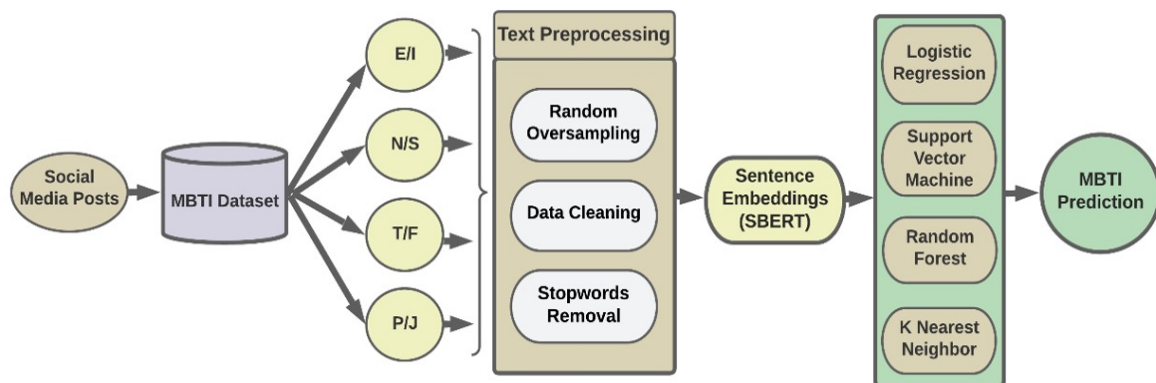 Social
Media Posts
MBTI Dataset
E/I
N/S
T/F
P/J
Text Preprocessing
Random
Oversampling
Data Cleaning
Stopwords
Removal
Sentence
Embeddings
(SBERT)
Logistic
Regression
Support
Vector
Machine
Random
Forest
K Nearest
Neighbor
MBTI
Prediction